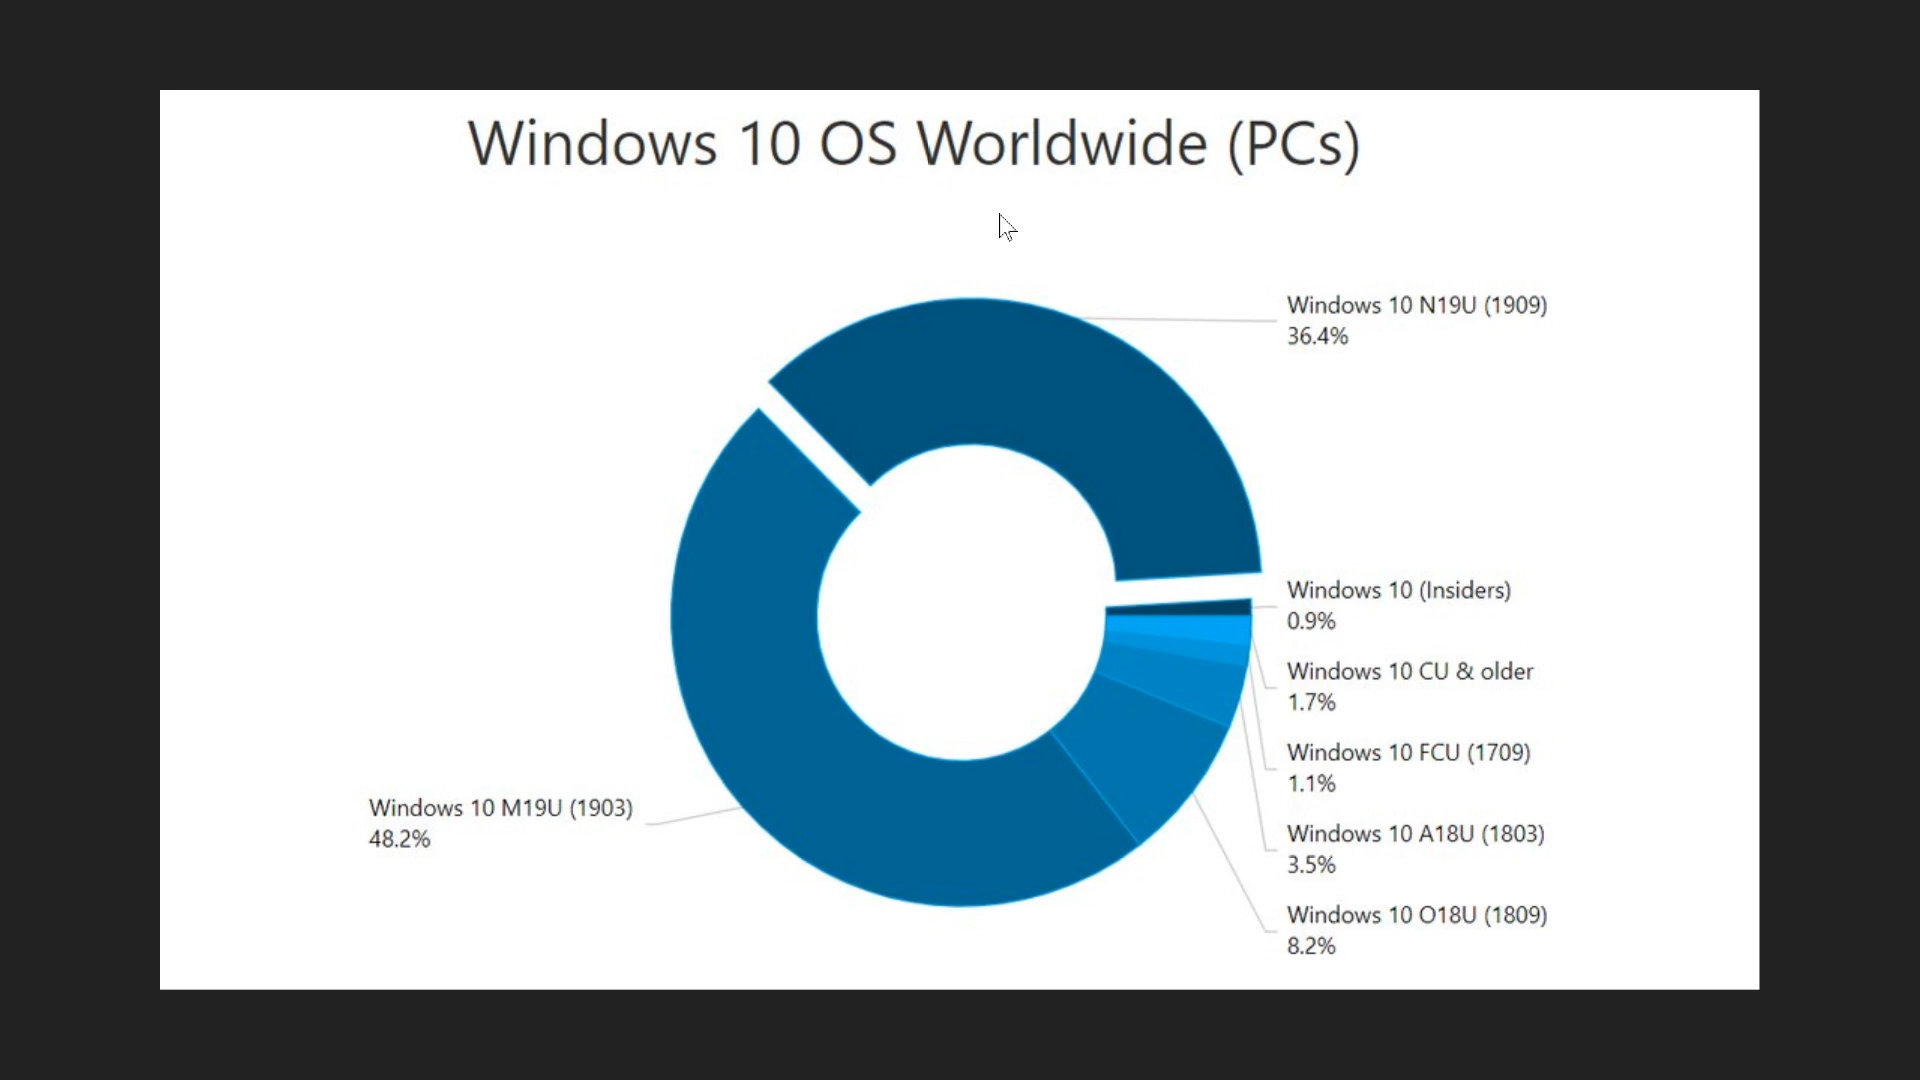 Windows 10 OS Worldwide (PCs)
Windows 10 N19U (1909)
36.4%
Windows 10 (Insiders)
0.9%
Windows 10 CU & older
1.7%
Windows 10 FCU (1709)
1.1%
Windows 10 A18U (1803)
3.5%
Windows 10 O18U (1809)
8.2%
Windows 10 M19U (1903)
48.2%